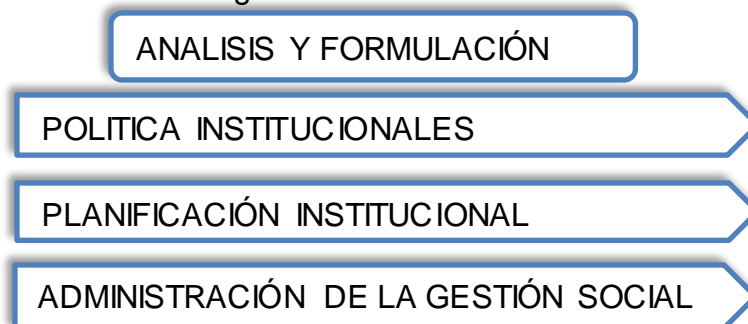 ANALISIS Y FORMULACIÓN
POLITICA INSTITUCIONALES
PLANIFICACIÓN INSTITUCIONAL
ADMINISTRACIÓN DE LA GESTIÓN SOCIAL